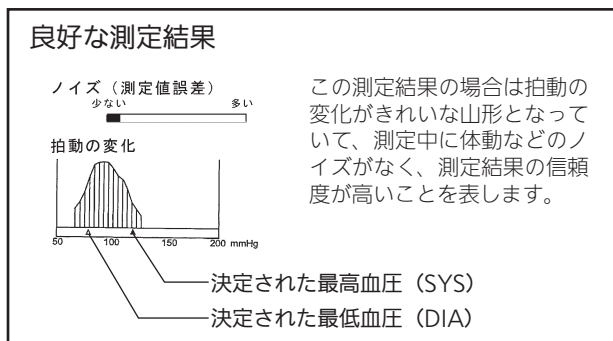 良好な測定結果
ノイズ（測定値誤差）
少ない 多い
拍動の変化
50 100 150 200 mmHg
この測定結果の場合は拍動の
変化がきれいな山形となって
いて、測定中に体動などのノ
イズがなく、測定結果の信頼
度が高いことを表します。
決定された最高血圧（SYS）
決定された最低血圧（DIA）